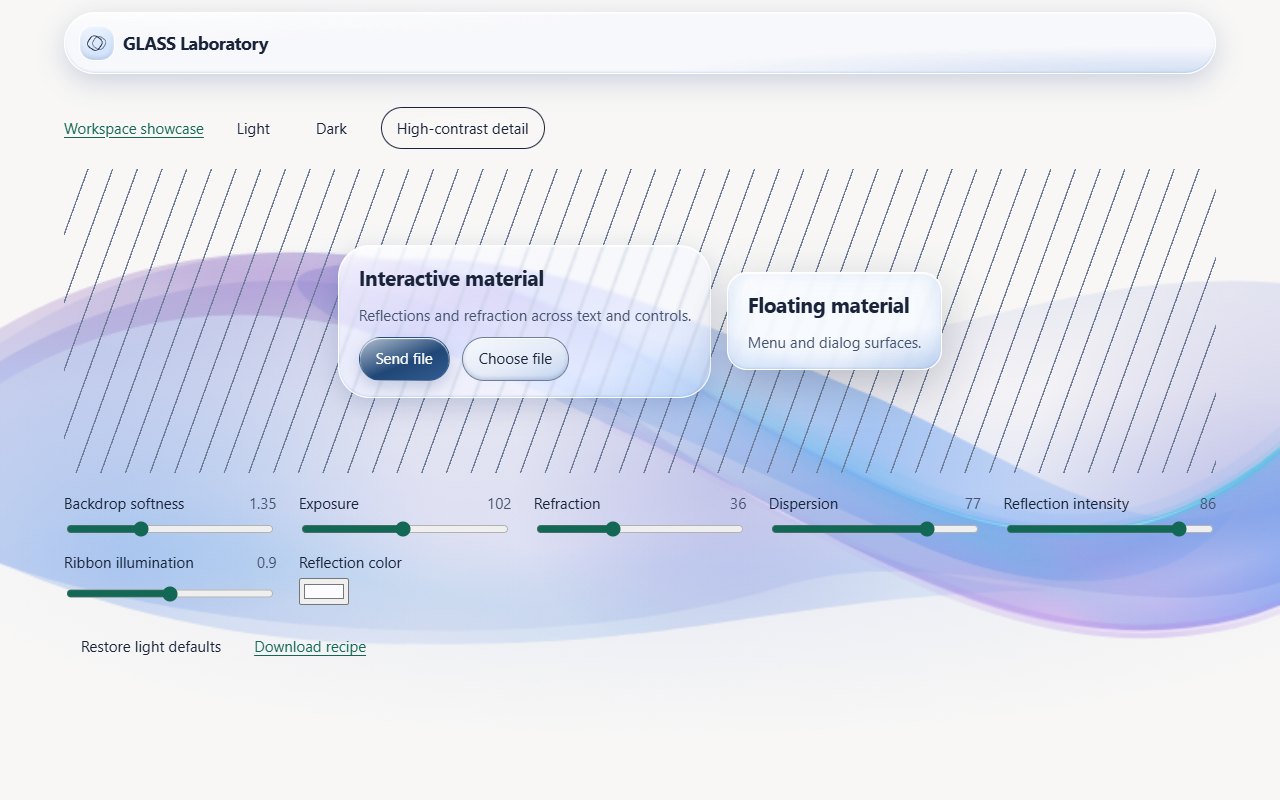 GLASS Laboratory
Workspace showcase Light Dark High-contrast detail
Interactive material
Reflections and refraction across text and controls.
Send file Choose file
Floating material
Menu and dialog surfaces.
Backdrop softness 1.35 Exposure 102 Refraction 36 Dispersion 77 Reflection intensity 86
Ribbon illumination 0.9 Reflection color
Restore light defaults Download recipe